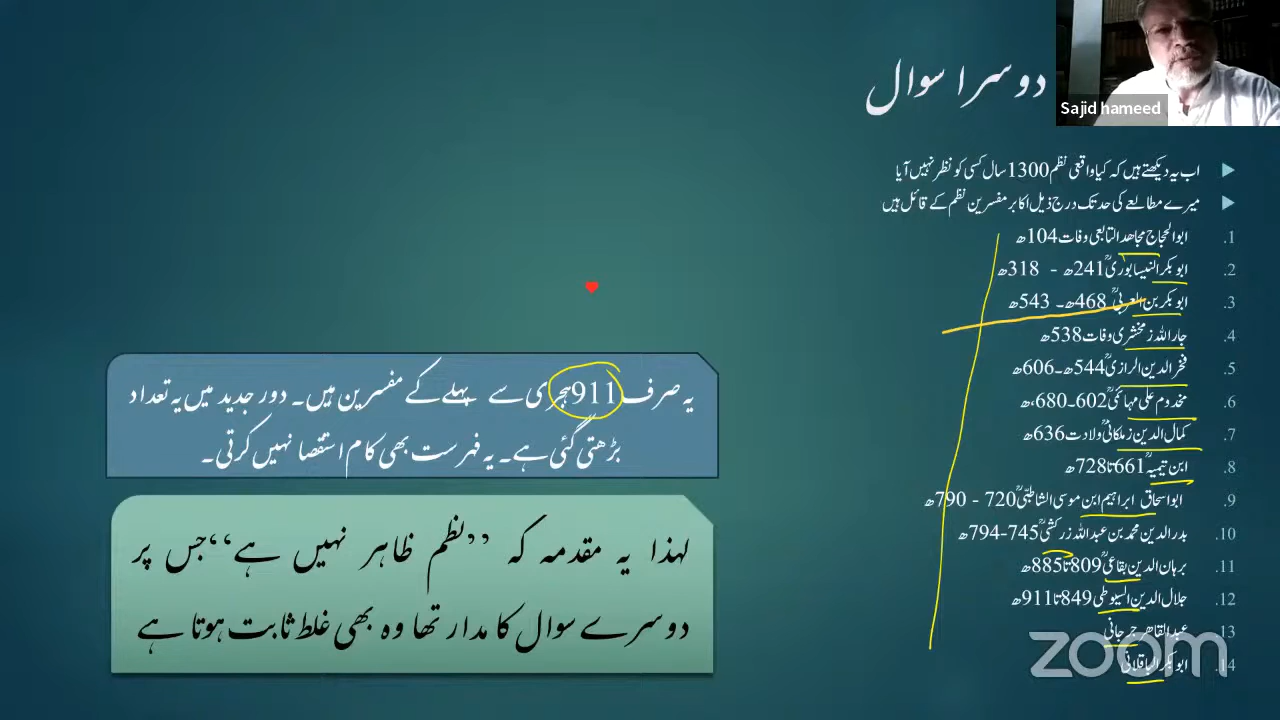 Sajid hameed
دوسرا سوال
اب یہ دیکھتے ہیں کہ کیا واقعی نظم 1300 سال کسی کو نظر نہیں آیا
میرے مطالعے کی حد تک درج ذیل اکابر مفسرین نظم کے قائل ہیں
1. ابوالحجاج مجاھد التابعی وفات 104ھ
2. ابو بکر النیسابوریؒ 241ھ - 318ھ
3. ابو بکر بن العربیؒ 468ھ۔ 543ھ
4. جار اللہ زمخشری وفات 538ھ
5. فخر الدین الرازیؒ 544ھ۔606ھ
6. مخدوم علی مہائمیؒ 602۔680ھ،
7. کمال الدین زملکانیؒ ولادت 636ھ
8. ابن تیمیہؒ 661 تا 728ھ
9. ابو اسحاق ابراہیم ابن موسی الشاطبیؒ 720 - 790ھ
10. بدر الدین محمد بن عبد اللہ زرکشیؒ 745-794ھ
11. برہان الدین بقاعیؒ 809 تا 885ھ
12. جلال الدین السیوطی 849 تا 911ھ
13. عبد القاھر جرجانی
14. ابو بکر الباقلانی
یہ صرف 911 ہجری سے پہلے کے مفسرین ہیں۔ دور جدید میں یہ تعداد
بڑھتی گئی ہے۔ یہ فہرست بھی کام استقصا نہیں کرتی۔
لہذا یہ مقدمہ کہ ’’نظم ظاہر نہیں ہے‘‘ جس پر
دوسرے سوال کا مدار تھا وہ بھی غلط ثابت ہوتا ہے
zoom